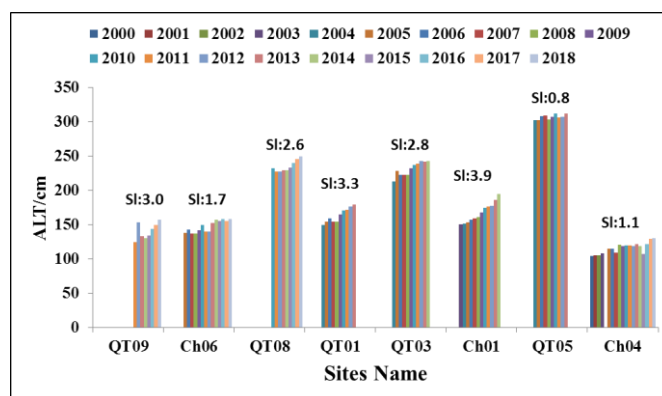 2000 2001 2002 2003 2004 2005 2006 2007 2008 2009
2010 2011 2012 2013 2014 2015 2016 2017 2018
350
300
250
200
150
100
50
0
ALT/cm
Sl:3.0
Sl:1.7
Sl:2.6
Sl:3.3
Sl:2.8
Sl:3.9
Sl:0.8
Sl:1.1
QT09 Ch06 QT08 QT01 QT03 Ch01 QT05 Ch04
Sites Name